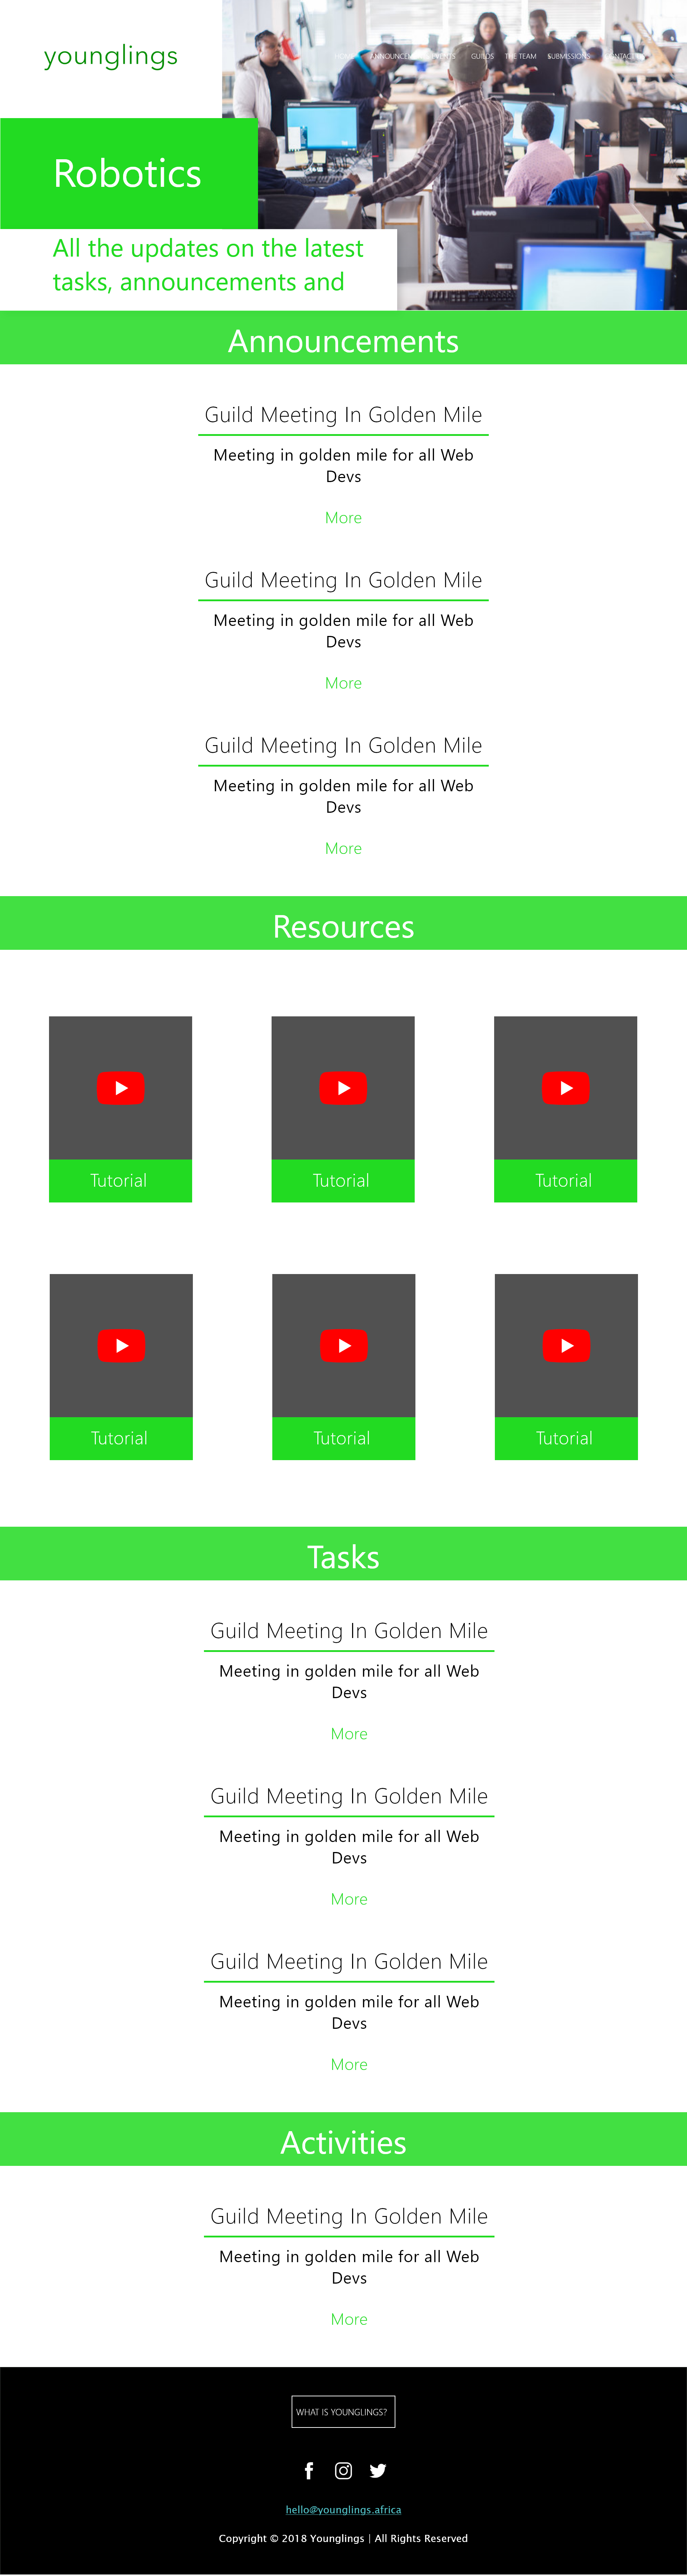 younglings
ANNOUNCEM
GUILDS THE TEAM SUBMISSIONS CONTACT
Robotics
All the updates on the latest
tasks, announcements and
Lenovo
Announcements
Guild Meeting In Golden Mile
Meeting in golden mile for all Web
Devs
More
Guild Meeting In Golden Mile
Meeting in golden mile for all Web
Devs
More
Guild Meeting In Golden Mile
Meeting in golden mile for all Web
Devs
More
Resources
Tutorial Tutorial Tutorial
Tutorial Tutorial Tutorial
Tasks
Guild Meeting In Golden Mile
Meeting in golden mile for all Web
Devs
More
Guild Meeting In Golden Mile
Meeting in golden mile for all Web
Devs
More
Guild Meeting In Golden Mile
Meeting in golden mile for all Web
Devs
More
Activities
Guild Meeting In Golden Mile
Meeting in golden mile for all Web
Devs
More
WHAT IS YOUNGLINGS?
hello@younglings.africa
Copyright © 2018 Younglings | All Rights Reserved